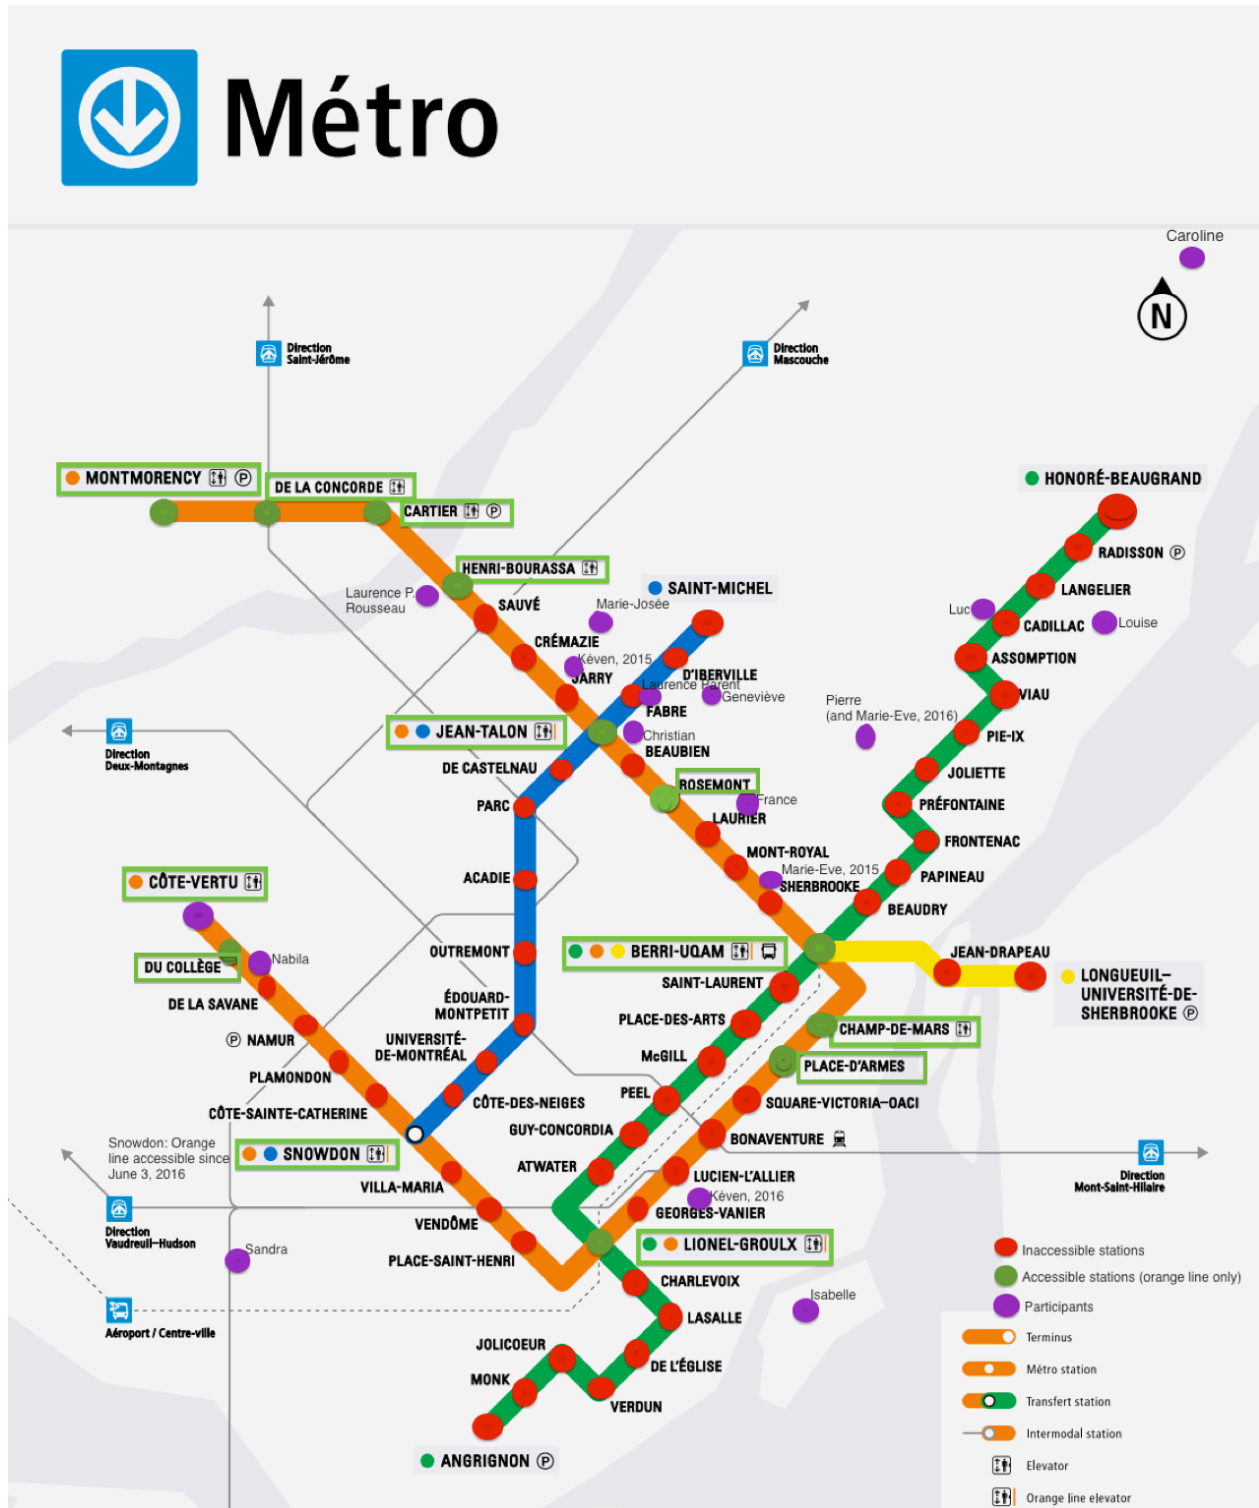 Métro
Caroline
N
Direction
Saint-Jérôme
Direction
Mascouche
MONTMORENCY P
DE LA CONCORDE
CARTIER P
HONORÉ-BEAUGRAND
RADISSON P
HENRI-BOURASSA
LANGELIER
Laurence P.
Rousseau
SAUVÉ
Marie-Josée
SAINT-MICHEL
Luc
CADILLAC
Louise
CRÉMAZIE
Kéven, 2015
ASSOMPTION
JARRY
D'IBERVILLE
Laurence Parent
Geneviève
VIAU
FABRE
Pierre
(and Marie-Eve, 2016)
JEAN-TALON
Christian
PIE-IX
BEAUBIEN
Direction
Deux-Montagnes
DE CASTELNAU
JOLIETTE
ROSEMONT
PARC
France
PRÉFONTAINE
LAURIER
FRONTENAC
MONT-ROYAL
CÔTE-VERTU
ACADIE
Marie-Eve, 2015
SHERBROOKE
PAPINEAU
BEAUDRY
OUTREMONT
BERRI-UQAM
JEAN-DRAPEAU
DU COLLÈGE
Nabila
SAINT-LAURENT
LONGUEUIL–
UNIVERSITÉ-DE-
SHERBROOKE P
DE LA SAVANE
ÉDOUARD-
MONTPETIT
PLACE-DES-ARTS
CHAMP-DE-MARS
P NAMUR
UNIVERSITÉ-
DE-MONTRÉAL
McGILL
PLACE-D'ARMES
PLAMONDON
PEEL
CÔTE-SAINTE-CATHERINE
CÔTE-DES-NEIGES
SQUARE-VICTORIA–OACI
GUY-CONCORDIA
BONAVENTURE
Snowdon: Orange
line accessible since
June 3, 2016
SNOWDON
ATWATER
LUCIEN-L'ALLIER
Direction
Mont-Saint-Hilaire
VILLA-MARIA
Kéven, 2016
GEORGES-VANIER
VENDÔME
Direction
Vaudreuil–Hudson
Sandra
PLACE-SAINT-HENRI
LIONEL-GROULX
Inaccessible stations
CHARLEVOIX
Accessible stations (orange line only)
Isabelle
Participants
LASALLE
Aéroport / Centre-ville
Terminus
JOLICOEUR
DE L'ÉGLISE
Métro station
MONK
VERDUN
Transfert station
Intermodal station
ANGRIGNON P
Elevator
Orange line elevator